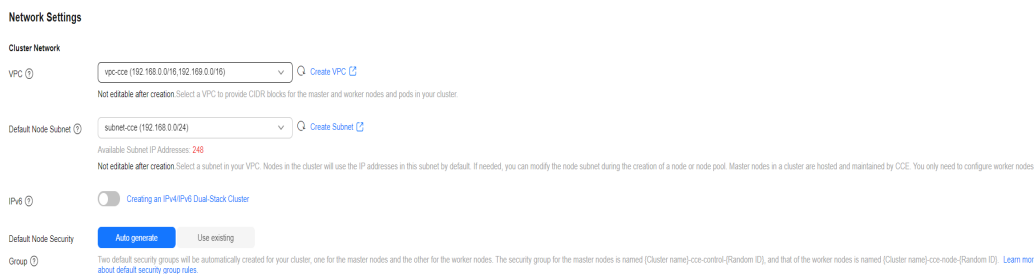 Network Settings
Cluster Network
VPC
vpc-cce (192.168.0.0/16,192.169.0.0/16)
Create VPC
Not editable after creation.Select a VPC to provide CIDR blocks for the master and worker nodes and pods in your cluster.
Default Node Subnet
subnet-cce (192.168.0.0/24)
Create Subnet
Available Subnet IP Addresses: 248
Not editable after creation.Select a subnet in your VPC. Nodes in the cluster will use the IP addresses in this subnet by default. If needed, you can modify the node subnet during the creation of a node or node pool. Master nodes in a cluster are hosted and maintained by CCE. You only need to configure worker nodes
IPv6
Creating an IPv4/IPv6 Dual-Stack Cluster
Default Node Security
Group
Auto generate
Use existing
Two default security groups will be automatically created for your cluster, one for the master nodes and the other for the worker nodes. The security group for the master nodes is named {Cluster name}-cce-control-{Random ID}, and that of the worker nodes is named {Cluster name}-cce-node-{Random ID}. Learn mor
about default security group rules.